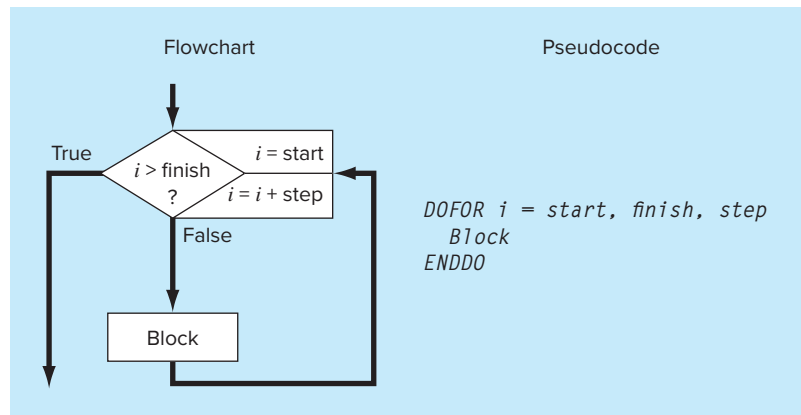 Flowchart
Pseudocode
True
i > finish
?
i = start
i = i + step
False
Block
DOFOR i = start, finish, step
Block
ENDDO